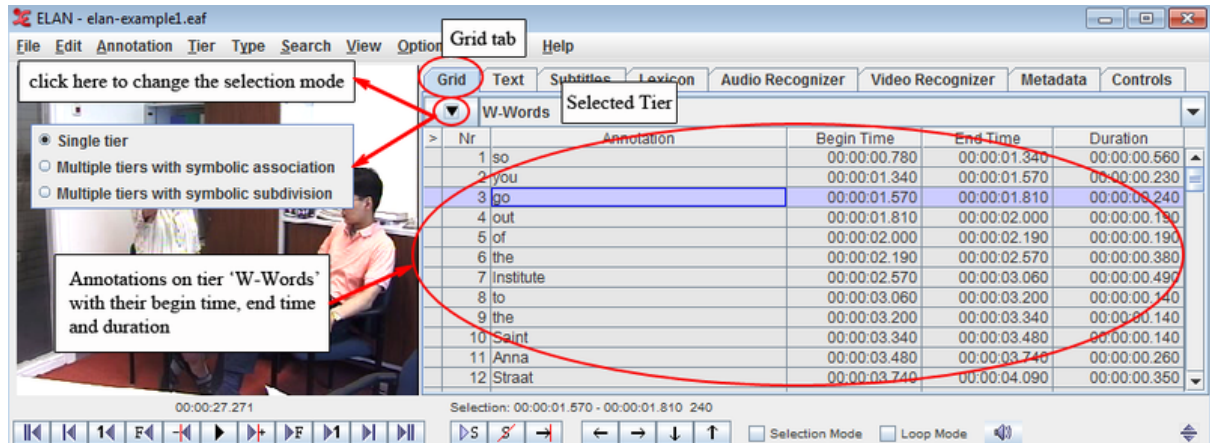 ELAN - elan-example1.eaf
File Edit Annotation Tier Type Search View Option Help
Grid tab
click here to change the selection mode
Grid Text Subtitles Lexicon Audio Recognizer Video Recognizer Metadata Controls
W-Words
Selected Tier
Single tier
Multiple tiers with symbolic association
Multiple tiers with symbolic subdivision
> Nr Annotation Begin Time End Time Duration
1 so 00:00:00.780 00:00:01.340 00:00:00.560
2 you 00:00:01.340 00:00:01.570 00:00:00.230
3 go 00:00:01.570 00:00:01.810 00:00:00.240
4 out 00:00:01.810 00:00:02.000 00:00:00.190
5 of 00:00:02.000 00:00:02.190 00:00:00.190
6 the 00:00:02.190 00:00:02.570 00:00:00.380
7 Institute 00:00:02.570 00:00:03.060 00:00:00.490
8 to 00:00:03.060 00:00:03.200 00:00:00.140
9 the 00:00:03.200 00:00:03.340 00:00:00.140
10 Saint 00:00:03.340 00:00:03.480 00:00:00.140
11 Anna 00:00:03.480 00:00:03.740 00:00:00.260
12 Straat 00:00:03.740 00:00:04.090 00:00:00.350
Annotations on tier ‘W-Words’
with their begin time, end time
and duration
00:00:27.271
Selection: 00:00:01.570 - 00:00:01.810 240
1 F F 1 S S Selection Mode Loop Mode